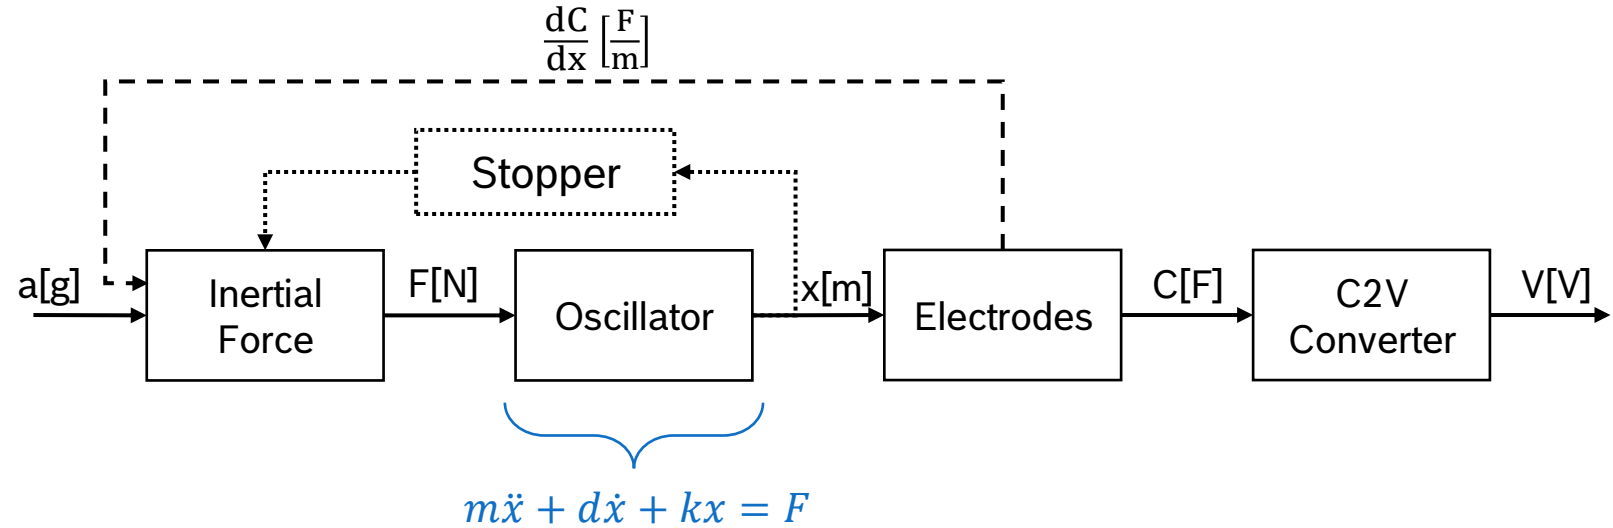 dC/dx [F/m]
Stopper
a[g]
Inertial
Force
F[N]
Oscillator
x[m]
Electrodes
C[F]
C2V
Converter
V[V]
mẍ + dẋ + kx = F